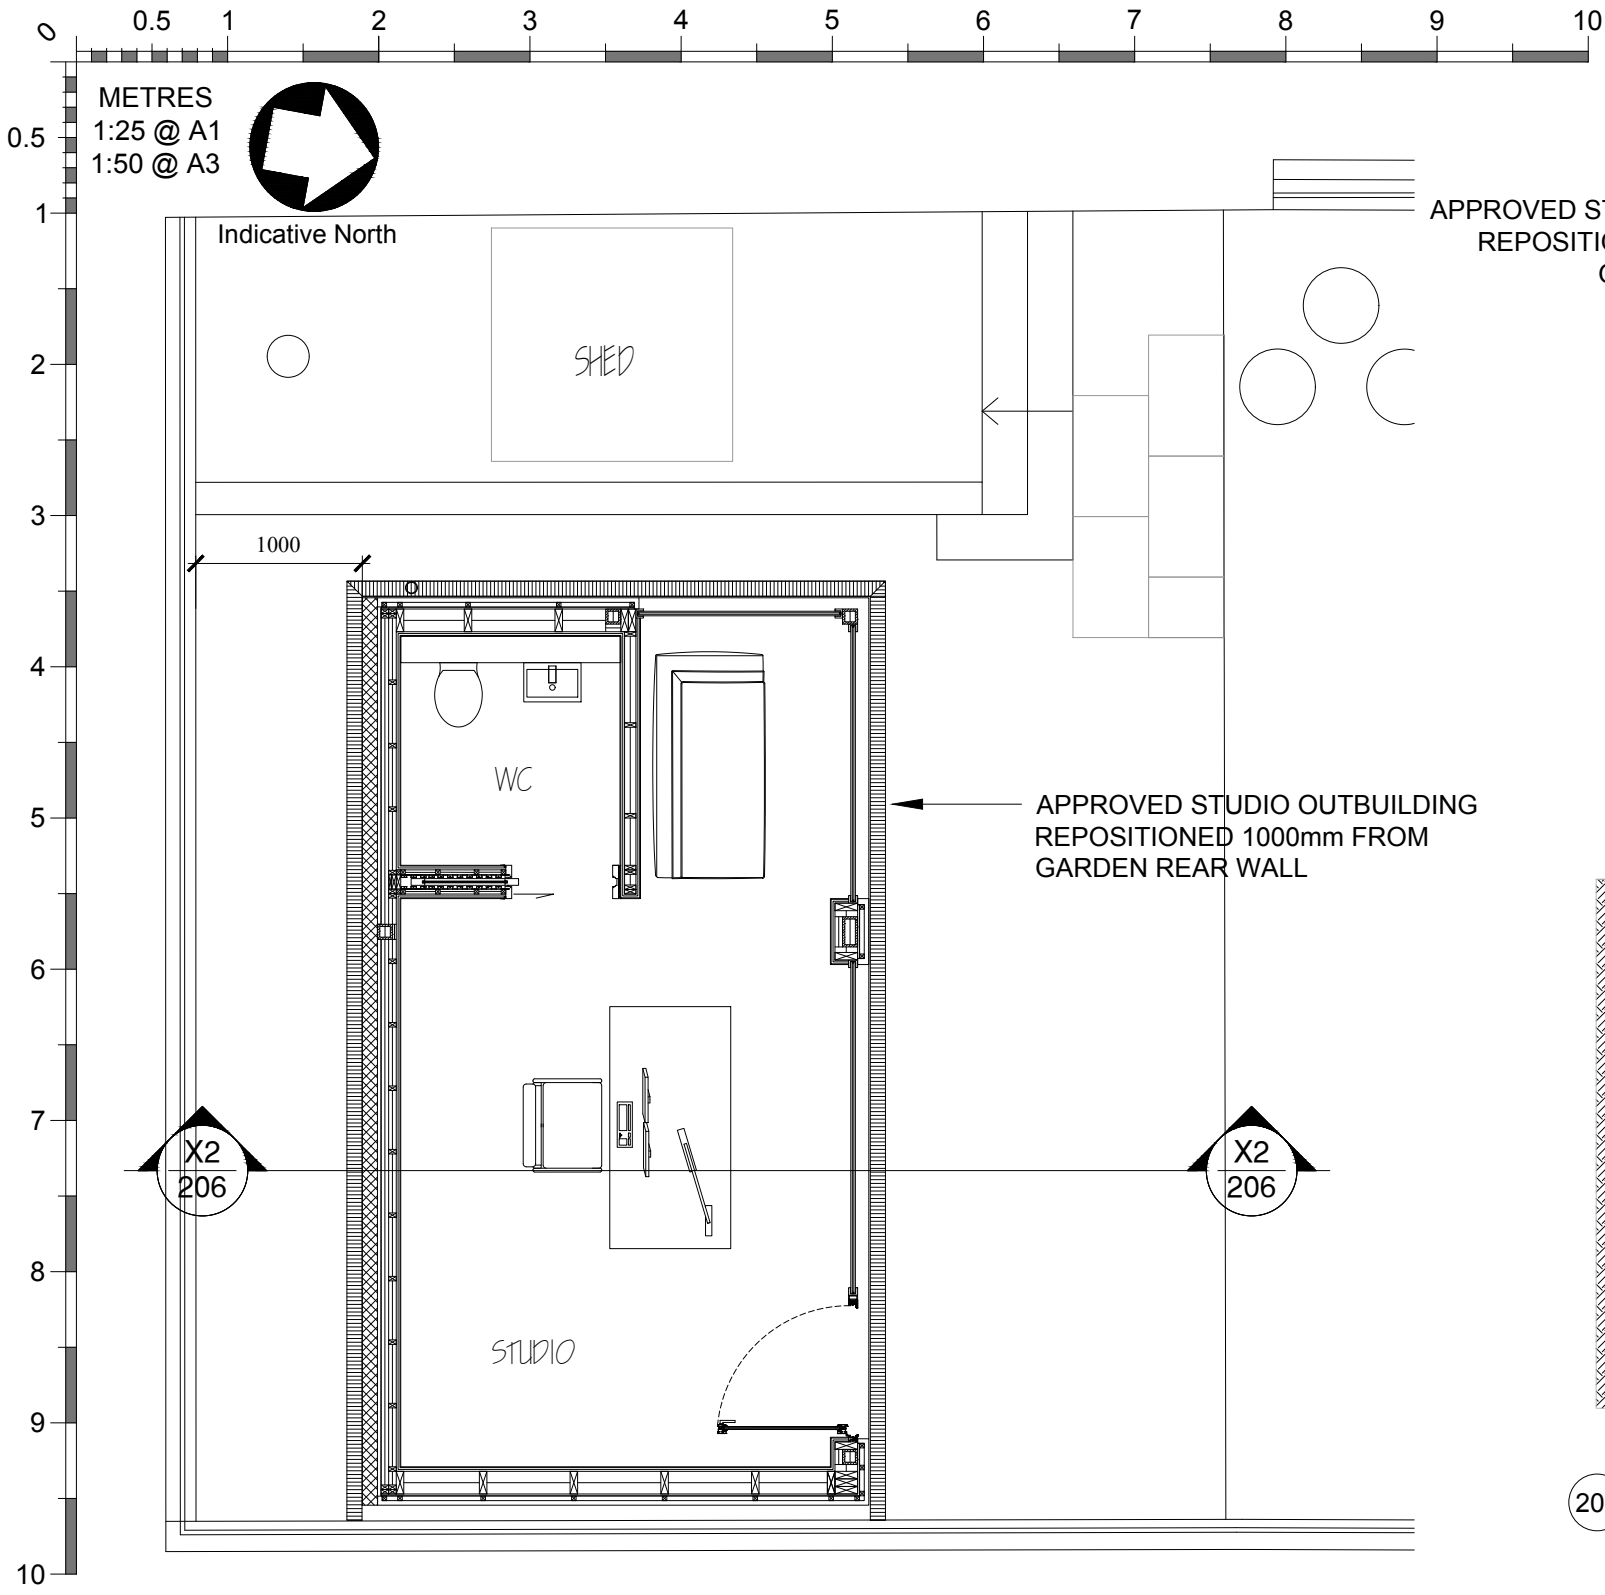 0 0.5 1 2 3 4 5 6 7 8 9 10
METRES
1:25 @ A1
1:50 @ A3
Indicative North
0.5
1
2
3
4
5
6
7
8
9
10
APPROVED ST
REPOSITIO
SHED
1000
WC
APPROVED STUDIO OUTBUILDING
REPOSITIONED 1000mm FROM
GARDEN REAR WALL
X2
206
X2
206
STUDIO
20